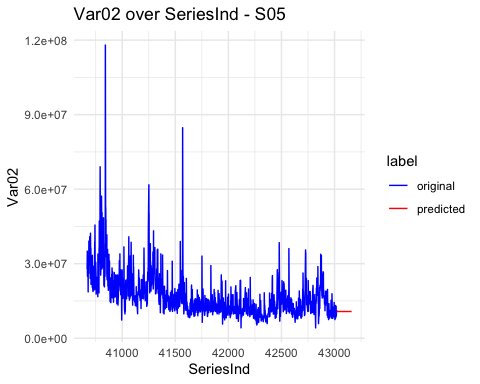 Var02 over SeriesInd - S05
1.2e+08
9.0e+07
6.0e+07
3.0e+07
0.0e+00
Var02
41000 41500 42000 42500 43000
SeriesInd
label
original
predicted